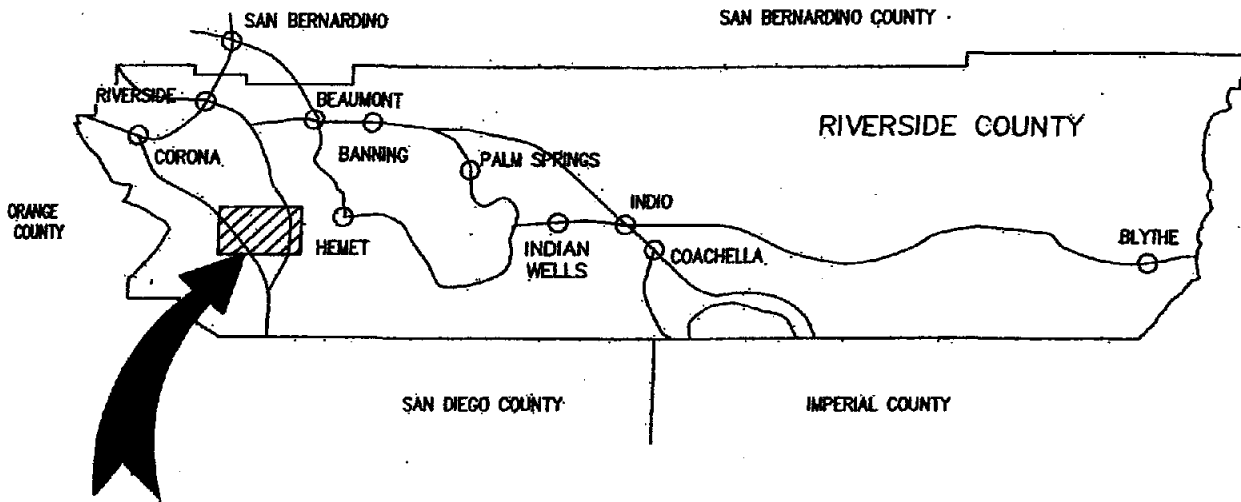 SAN BERNARDINO
SAN BERNARDINO COUNTY
RIVERSIDE
BEAUMONT
RIVERSIDE COUNTY
CORONA
BANNING
PALM SPRINGS
ORANGE
COUNTY
HEMET
INDIO
INDIAN
WELLS
COACHELLA
BLYTHE
SAN DIEGO COUNTY
IMPERIAL COUNTY